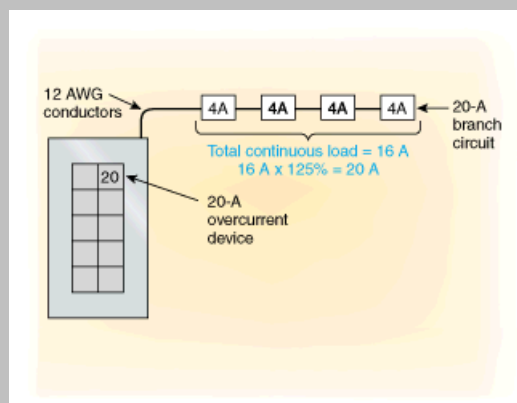 12 AWG
conductors
4A 4A 4A 4A
20-A
branch
circuit
Total continuous load = 16 A
16 A x 125% = 20 A
20
20-A
overcurrent
device